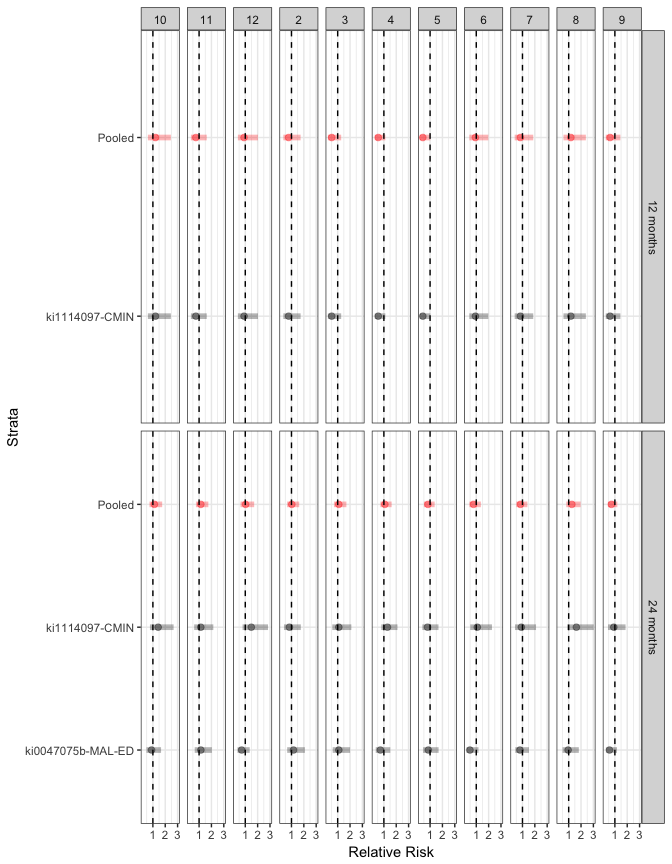 10 11 12 2 3 4 5 6 7 8 9
Pooled
12 months
ki1114097-CMIN
Strata
Pooled
24 months
ki1114097-CMIN
ki0047075b-MAL-ED
1 2 3 1 2 3 1 2 3 1 2 3 1 2 3 1 2 3 1 2 3 1 2 3 1 2 3 1 2 3 1 2 3
Relative Risk